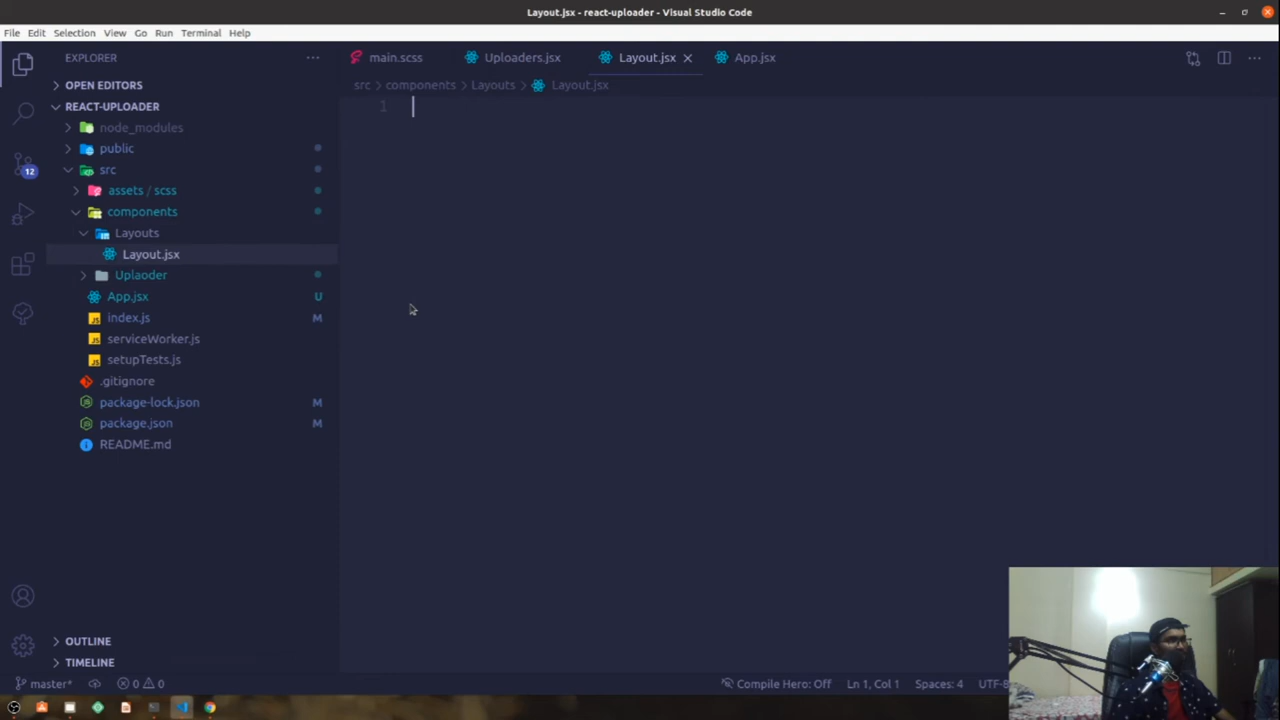 Layout.jsx - react-uploader - Visual Studio Code
File Edit Selection View Go Run Terminal Help
EXPLORER
main.scss
Uploaders.jsx
Layout.jsx
App.jsx
OPEN EDITORS
src > components > Layouts > Layout.jsx
REACT-UPLOADER
1
node_modules
public
src
12
assets / scss
components
Layouts
Layout.jsx
Uplaoder
App.jsx U
index.js M
serviceWorker.js
setupTests.js
.gitignore
package-lock.json M
package.json M
README.md
OUTLINE
TIMELINE
master* 0 0 Compile Hero: Off Ln 1, Col 1 Spaces: 4 UTF-8